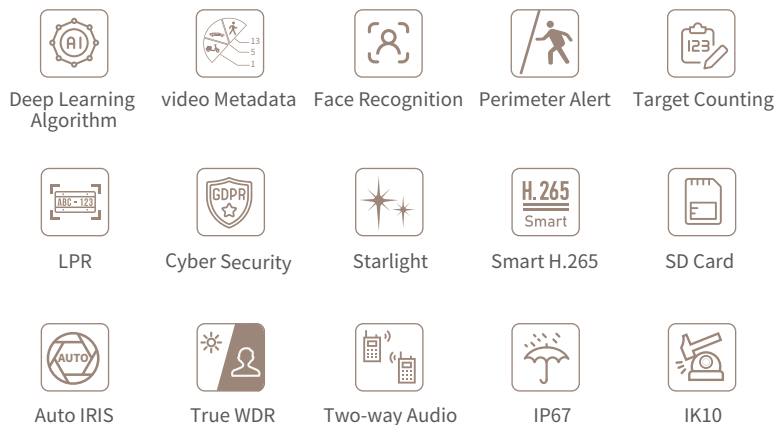 AI
13
5
1
123
Deep Learning
Algorithm
video Metadata
Face Recognition
Perimeter Alert
Target Counting
ABC - 123
GDPR
H.265
Smart
LPR
Cyber Security
Starlight
Smart H.265
SD Card
AUTO
Auto IRIS
True WDR
Two-way Audio
IP67
IK10